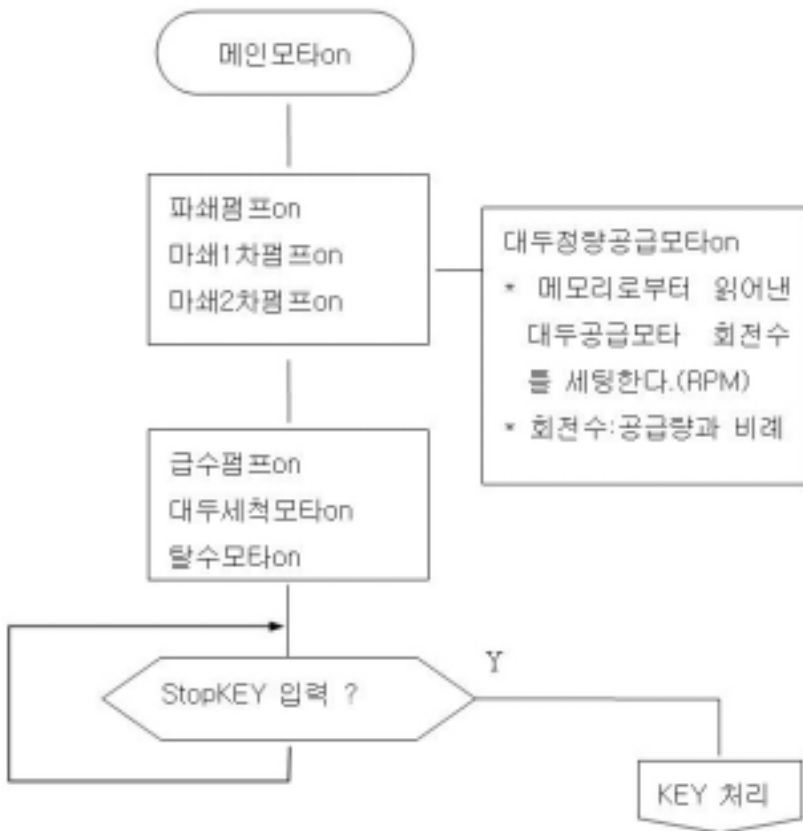 메인모타on
파쇄펌프on
마쇄1차펌프on
마쇄2차펌프on
대두정량공급모타on
* 메모리로부터 읽어낸
대두공급모타 회전수
를 세팅한다.(RPM)
* 회전수:공급량과 비례
급수펌프on
대두세척모타on
탈수모타on
StopKEY 입력 ?
Y
KEY 처리